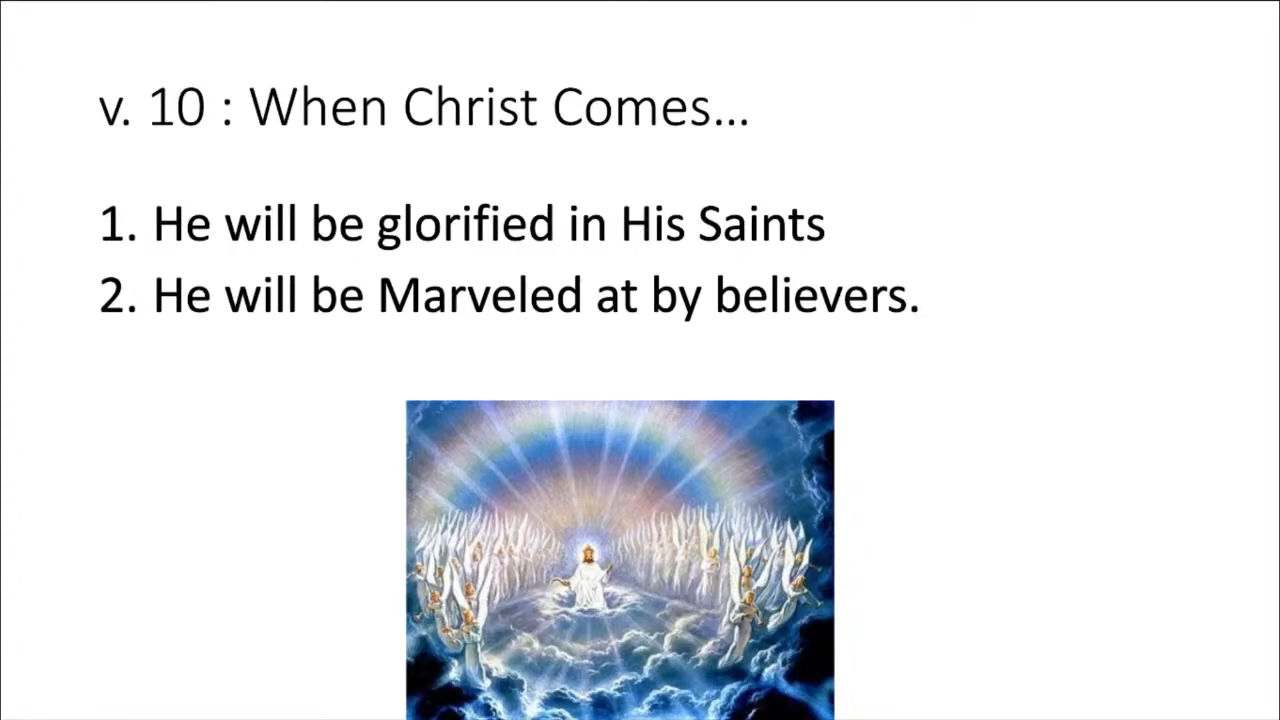 v. 10 : When Christ Comes...
1. He will be glorified in His Saints
2. He will be Marveled at by believers.